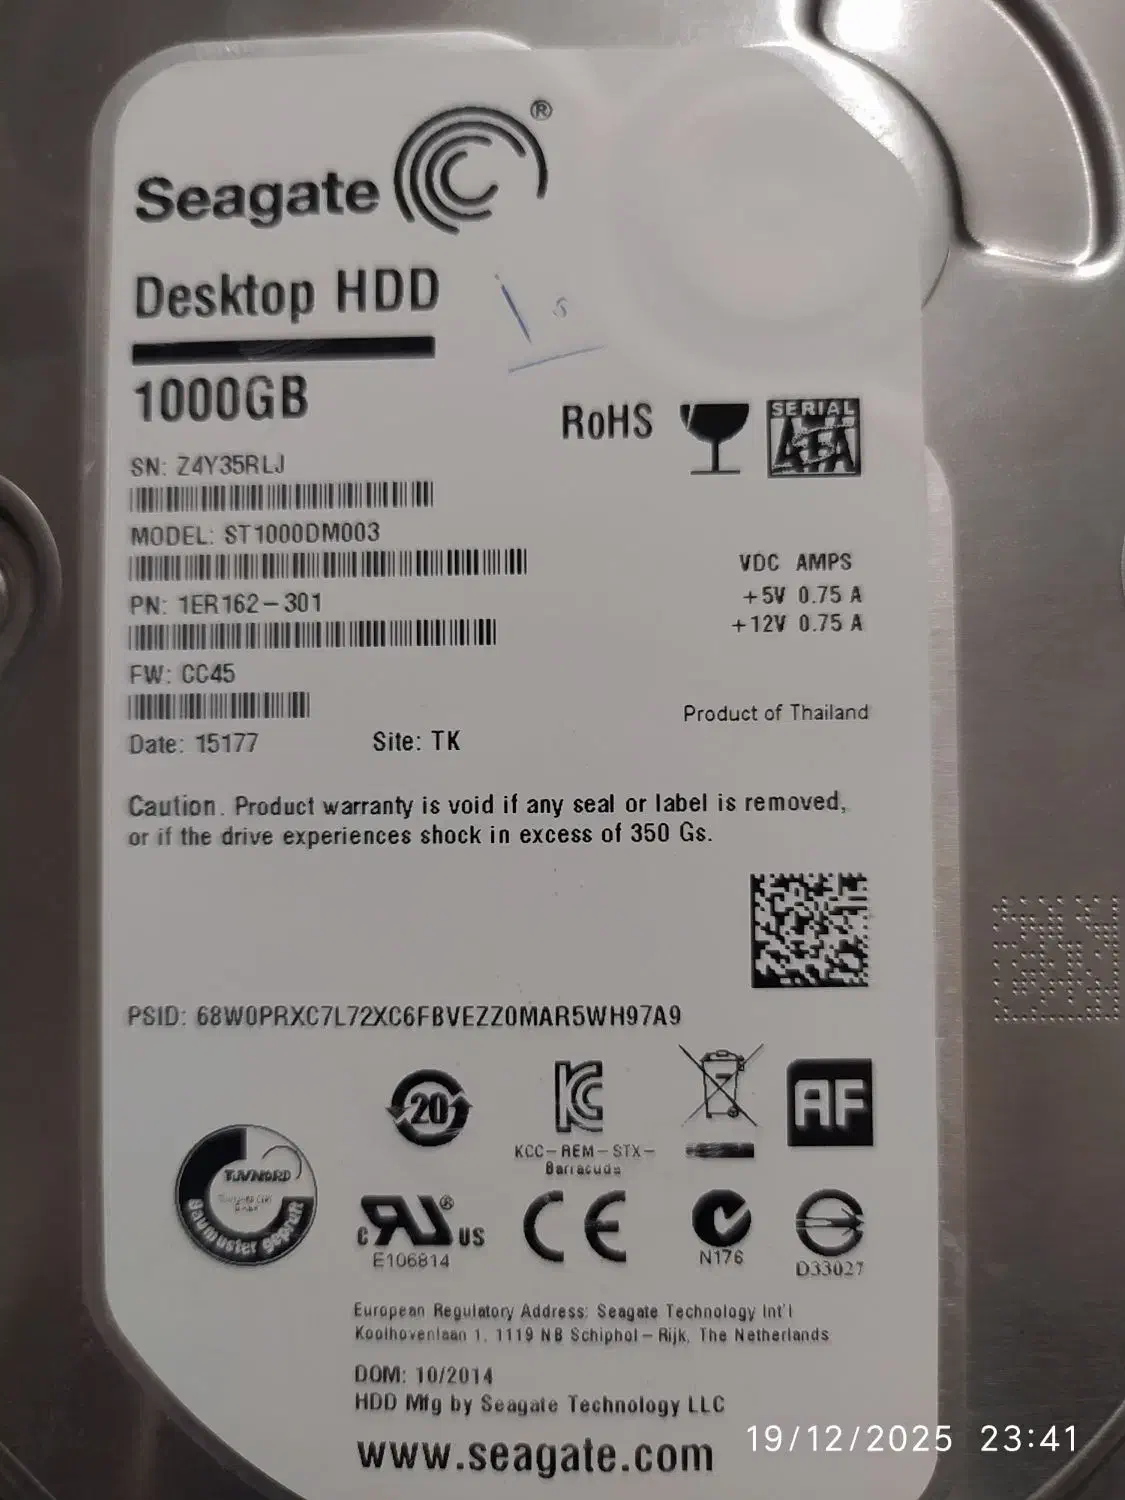 Seagate®
Desktop HDD
1000GB
RoHS
SERIAL
ATA
SN: Z4Y35RLJ
MODEL: ST1000DM003
VDC AMPS
+5V 0.75 A
+12V 0.75 A
PN: 1ER162-301
FW: CC45
Product of Thailand
Date: 15177 Site: TK
Caution. Product warranty is void if any seal or label is removed,
or if the drive experiences shock in excess of 350 Gs.
PSID: 68W0PRXC7L72XC6FBVEZZ0MAR5WH97A9
20
AF
KCC-REM-STX-
Barracuda
TÜV NORD
Baumuster geprüft
c RU® US
E106814
CE
N176
D33027
European Regulatory Address: Seagate Technology Int'l
Koolhovenlaan 1, 1119 NB Schiphol-Rijk, The Netherlands
DOM: 10/2014
HDD Mfg by Seagate Technology LLC
www.seagate.com
19/12/2025 23:41